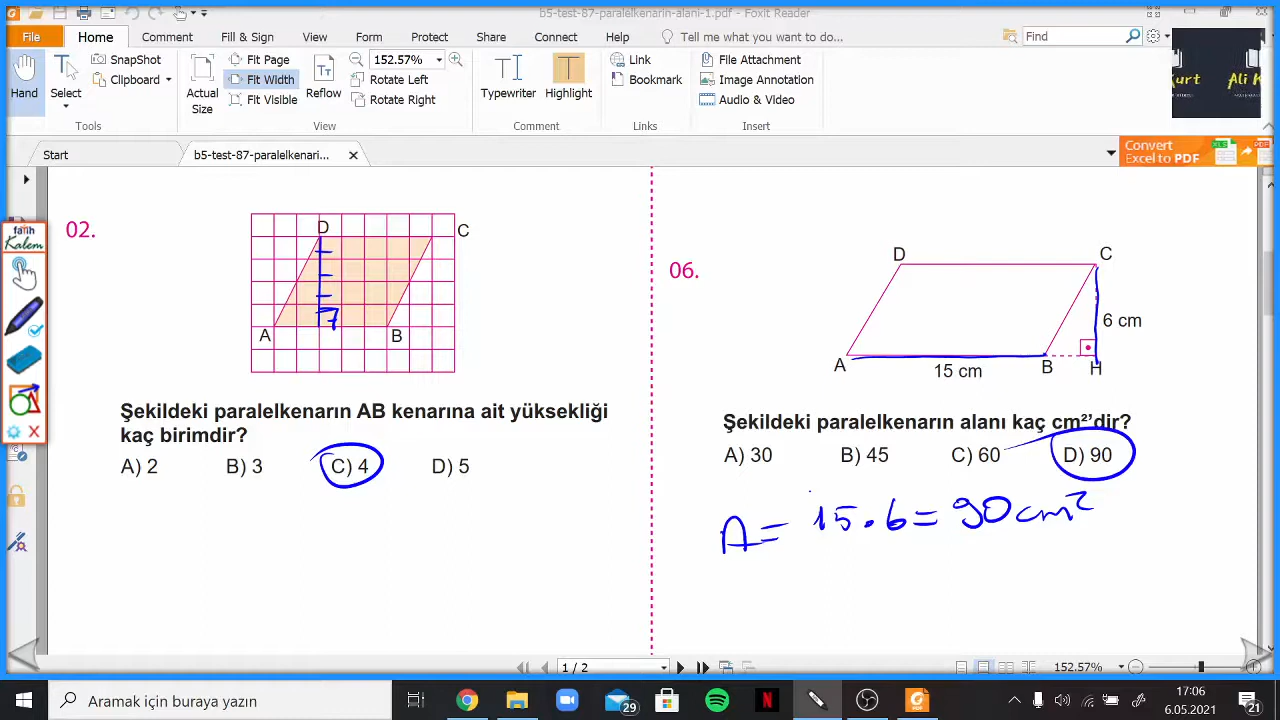 b5-test-87-paralelkenarin-alani-1.pdf - Foxit Reader
File Home Comment Fill & Sign View Form Protect Share Connect Help Tell me what you want to do... Find
Hand
Select
SnapShot
Clipboard
Tools
Actual Size
Fit Page
Fit Width
Fit Visible
Reflow
152.57%
Rotate Left
Rotate Right
View
Typewriter
Highlight
Comment
Link
Bookmark
Links
File Attachment
Image Annotation
Audio & Video
Insert
Start
b5-test-87-paralelkenari...
Convert
Excel to PDF
fatih
Kalem
02.
D
C
A
B
Şekildeki paralelkenarın AB kenarına ait yüksekliği
kaç birimdir?
A) 2 B) 3 C) 4 D) 5
06.
D
C
6 cm
A
15 cm
B
H
Şekildeki paralelkenarın alanı kaç cm²'dir?
A) 30 B) 45 C) 60 D) 90
A = 15.6 = 90 cm²
1 / 2
152.57%
Aramak için buraya yazın
29
17:06
6.05.2021
21